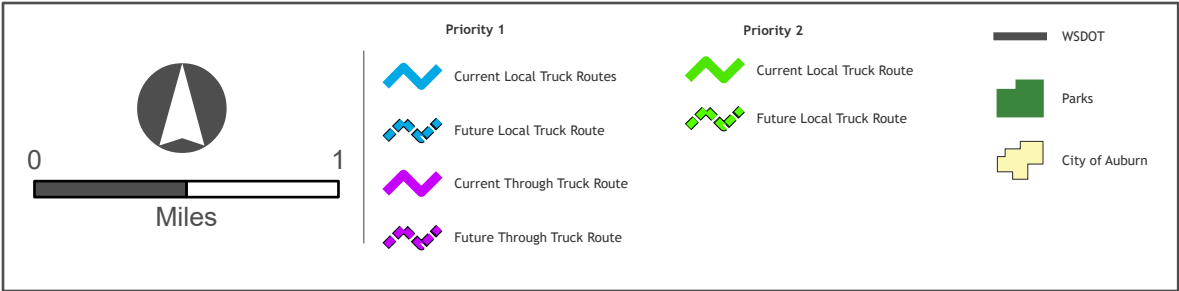 0 1
Miles
Priority 1
Current Local Truck Routes
Future Local Truck Route
Current Through Truck Route
Future Through Truck Route
Priority 2
Current Local Truck Route
Future Local Truck Route
WSDOT
Parks
City of Auburn